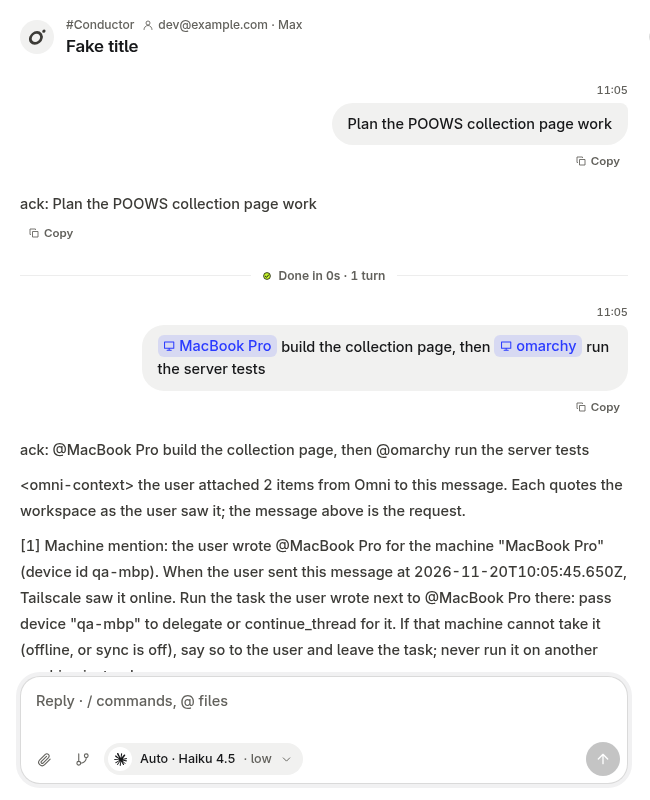 #Conductor dev@example.com · Max
Fake title
11:05
Plan the POOWS collection page work
Copy
ack: Plan the POOWS collection page work
Copy
Done in 0s · 1 turn
11:05
MacBook Pro build the collection page, then omarchy run
the server tests
Copy
ack: @MacBook Pro build the collection page, then @omarchy run the server tests
<omni-context> the user attached 2 items from Omni to this message. Each quotes the
workspace as the user saw it; the message above is the request.
[1] Machine mention: the user wrote @MacBook Pro for the machine "MacBook Pro"
(device id qa-mbp). When the user sent this message at 2026-11-20T10:05:45.650Z,
Tailscale saw it online. Run the task the user wrote next to @MacBook Pro there: pass
device "qa-mbp" to delegate or continue_thread for it. If that machine cannot take it
(offline, or sync is off), say so to the user and leave the task; never run it on another
Reply · / commands, @ files
Auto · Haiku 4.5 · low